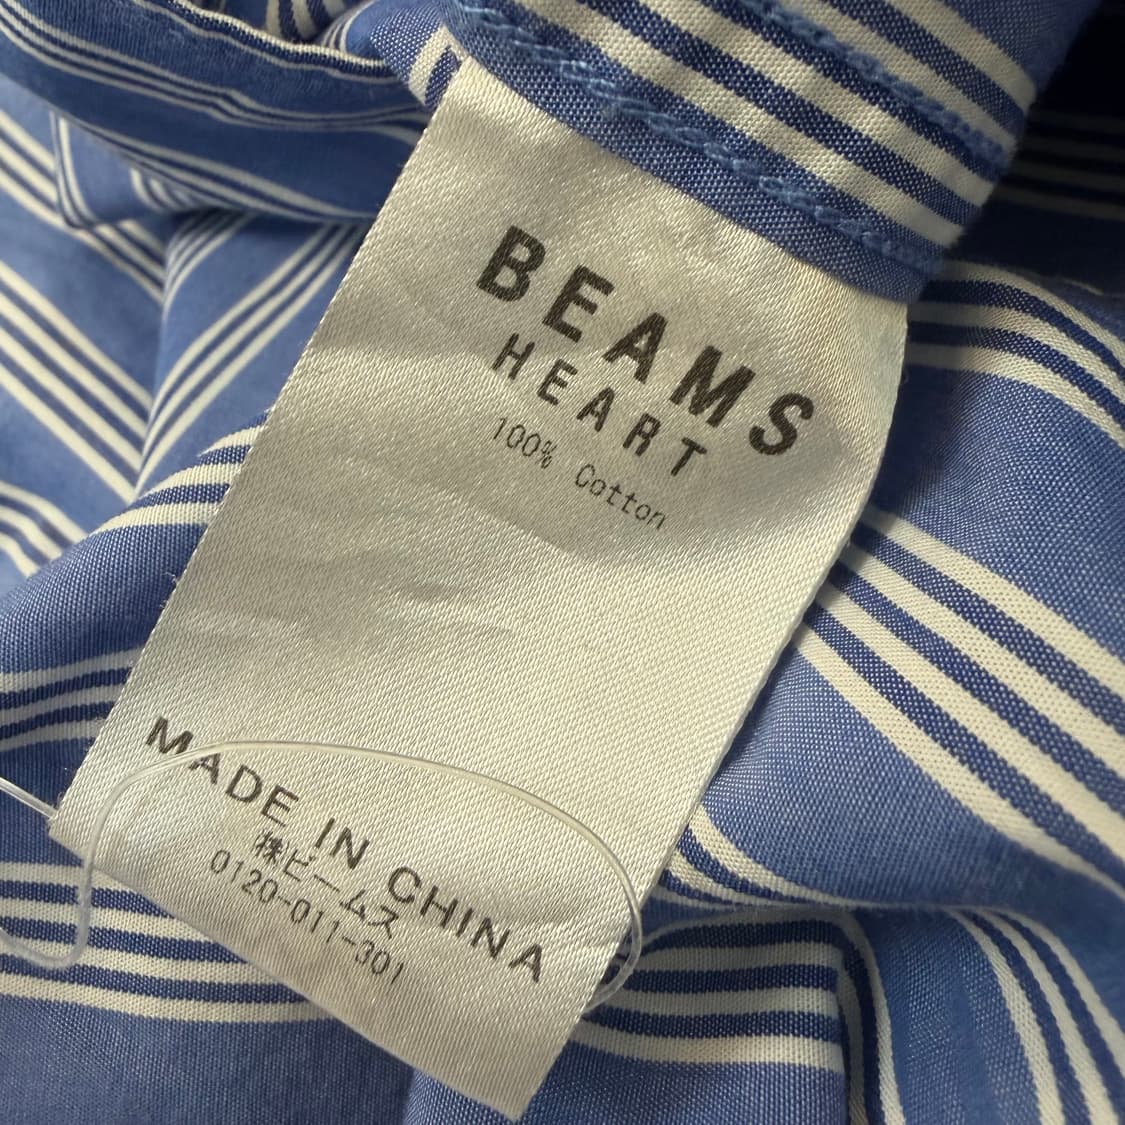 BEAMS
HEART
100% Cotton
MADE IN CHINA
㈱ビームス
0120-011-301